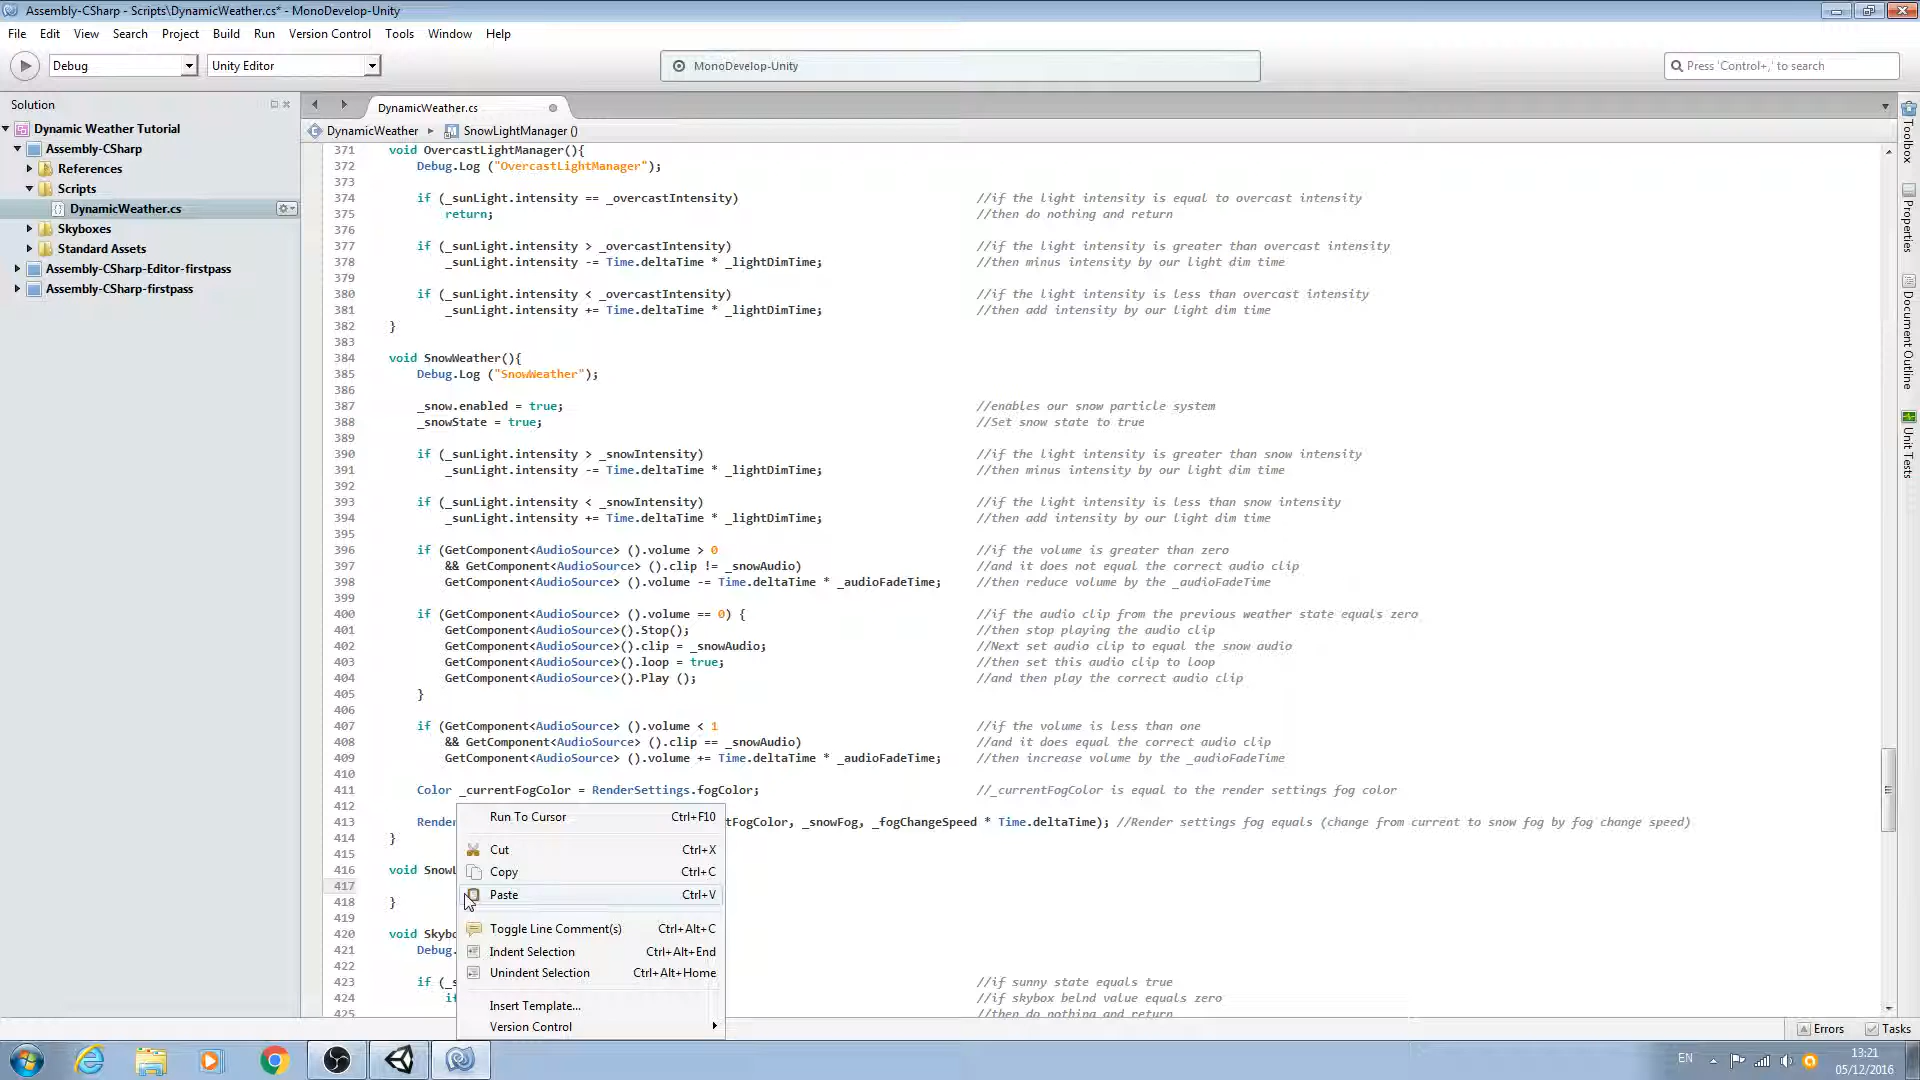 Assembly-CSharp - Scripts\DynamicWeather.cs* - MonoDevelop-Unity
File Edit View Search Project Build Run Version Control Tools Window Help
Debug Unity Editor MonoDevelop-Unity Press 'Control+,' to search
Solution
Dynamic Weather Tutorial
Assembly-CSharp
References
Scripts
DynamicWeather.cs
Skyboxes
Standard Assets
Assembly-CSharp-Editor-firstpass
Assembly-CSharp-firstpass
DynamicWeather.cs
DynamicWeather SnowLightManager ()
371 void OvercastLightManager(){
372 Debug.Log ("OvercastLightManager");
373
374 if (_sunLight.intensity == _overcastIntensity) //if the light intensity is equal to overcast intensity
375 return; //then do nothing and return
376
377 if (_sunLight.intensity > _overcastIntensity) //if the light intensity is greater than overcast intensity
378 _sunLight.intensity -= Time.deltaTime * _lightDimTime; //then minus intensity by our light dim time
379
380 if (_sunLight.intensity < _overcastIntensity) //if the light intensity is less than overcast intensity
381 _sunLight.intensity += Time.deltaTime * _lightDimTime; //then add intensity by our light dim time
382 }
383
384 void SnowWeather(){
385 Debug.Log ("SnowWeather");
386
387 _snow.enabled = true; //enables our snow particle system
388 _snowState = true; //Set snow state to true
389
390 if (_sunLight.intensity > _snowIntensity) //if the light intensity is greater than snow intensity
391 _sunLight.intensity -= Time.deltaTime * _lightDimTime; //then minus intensity by our light dim time
392
393 if (_sunLight.intensity < _snowIntensity) //if the light intensity is less than snow intensity
394 _sunLight.intensity += Time.deltaTime * _lightDimTime; //then add intensity by our light dim time
395
396 if (GetComponent<AudioSource> ().volume > 0 //if the volume is greater than zero
397 && GetComponent<AudioSource> ().clip != _snowAudio) //and it does not equal the correct audio clip
398 GetComponent<AudioSource> ().volume -= Time.deltaTime * _audioFadeTime; //then reduce volume by the _audioFadeTime
399
400 if (GetComponent<AudioSource> ().volume == 0) { //if the audio clip from the previous weather state equals zero
401 GetComponent<AudioSource>().Stop(); //then stop playing the audio clip
402 GetComponent<AudioSource>().clip = _snowAudio; //Next set audio clip to equal the snow audio
403 GetComponent<AudioSource>().loop = true; //then set this audio clip to loop
404 GetComponent<AudioSource>().Play (); //and then play the correct audio clip
405 }
406
407 if (GetComponent<AudioSource> ().volume < 1 //if the volume is less than one
408 && GetComponent<AudioSource> ().clip == _snowAudio) //and it does equal the correct audio clip
409 GetComponent<AudioSource> ().volume += Time.deltaTime * _audioFadeTime; //then increase volume by the _audioFadeTime
410
411 Color _currentFogColor = RenderSettings.fogColor; //_currentFogColor is equal to the render settings fog color
412
413 Render tFogColor, _snowFog, _fogChangeSpeed * Time.deltaTime); //Render settings fog equals (change from current to snow fog by fog change speed)
414 }
415
416 void SnowL
417
418 }
419
420 void Skybo
421 Debug.
422
423 if (_s //if sunny state equals true
424 if //if skybox belnd value equals zero
425 //then do nothing and return
Run To Cursor Ctrl+F10
Cut Ctrl+X
Copy Ctrl+C
Paste Ctrl+V
Toggle Line Comment(s) Ctrl+Alt+C
Indent Selection Ctrl+Alt+End
Unindent Selection Ctrl+Alt+Home
Insert Template...
Version Control
Toolbox
Properties
Document Outline
Unit Tests
Errors Tasks
EN
13:21
05/12/2016